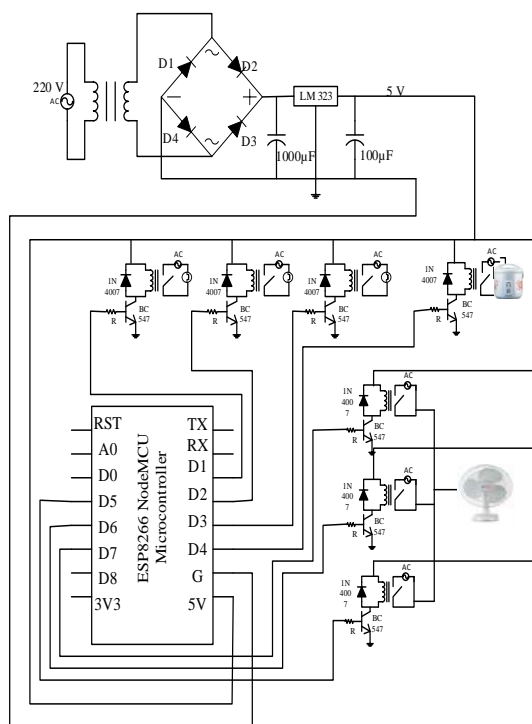 D1
D2
220 V
AC
LM 323
5 V
D4
D3
1000µF
100µF
AC
AC
AC
AC
1N
4007
1N
4007
1N
4007
1N
4007
BC
547
BC
547
BC
547
BC
547
R
R
R
R
AC
1N
400
7
BC
547
R
RST
TX
A0
RX
D0
D1
D5
D2
D6
D3
D7
D4
D8
G
3V3
5V
ESP8266 NodeMCU
Microcontroller
AC
1N
400
7
BC
547
R
AC
1N
400
7
BC
547
R